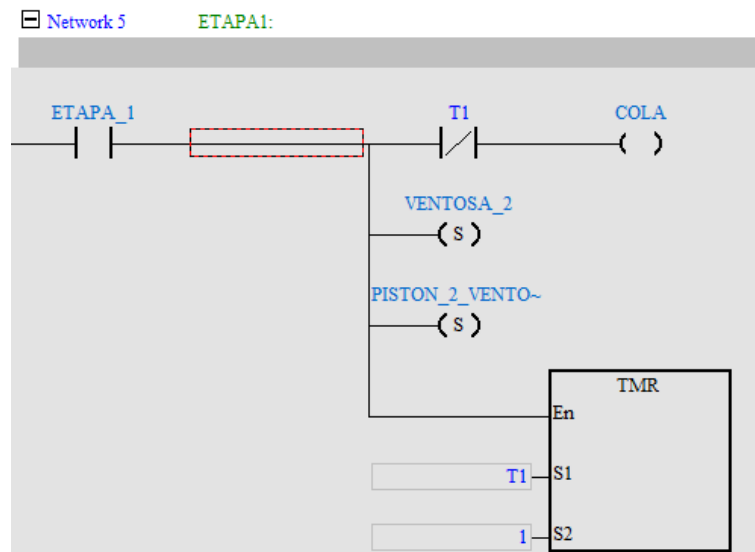 Network 5 ETAPA1:
ETAPA_1 T1 COLA
VENTOSA_2
S
PISTON_2_VENTO~
S
TMR
En
T1 S1
1 S2